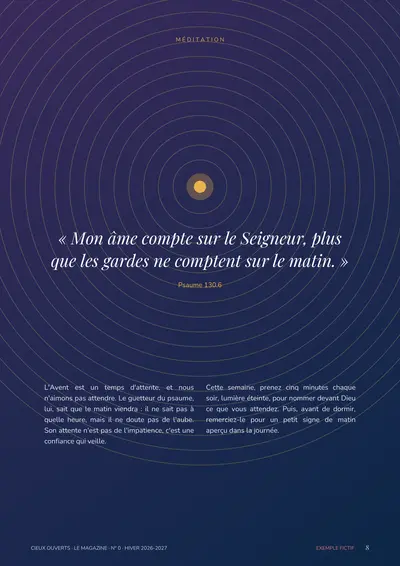 MÉDITATION
« Mon âme compte sur le Seigneur, plus
que les gardes ne comptent sur le matin. »
Psaume 130.6
L'Avent est un temps d'attente, et nous
n'aimons pas attendre. Le guetteur du psaume,
lui, sait que le matin viendra : il ne sait pas à
quelle heure, mais il ne doute pas de l'aube.
Son attente n'est pas de l'impatience, c'est une
confiance qui veille.
Cette semaine, prenez cinq minutes chaque
soir, lumière éteinte, pour nommer devant Dieu
ce que vous attendez. Puis, avant de dormir,
remerciez-le pour un petit signe de matin
aperçu dans la journée.
CIEUX OUVERTS · LE MAGAZINE · N° 0 · HIVER 2026-2027
EXEMPLE FICTIF
8